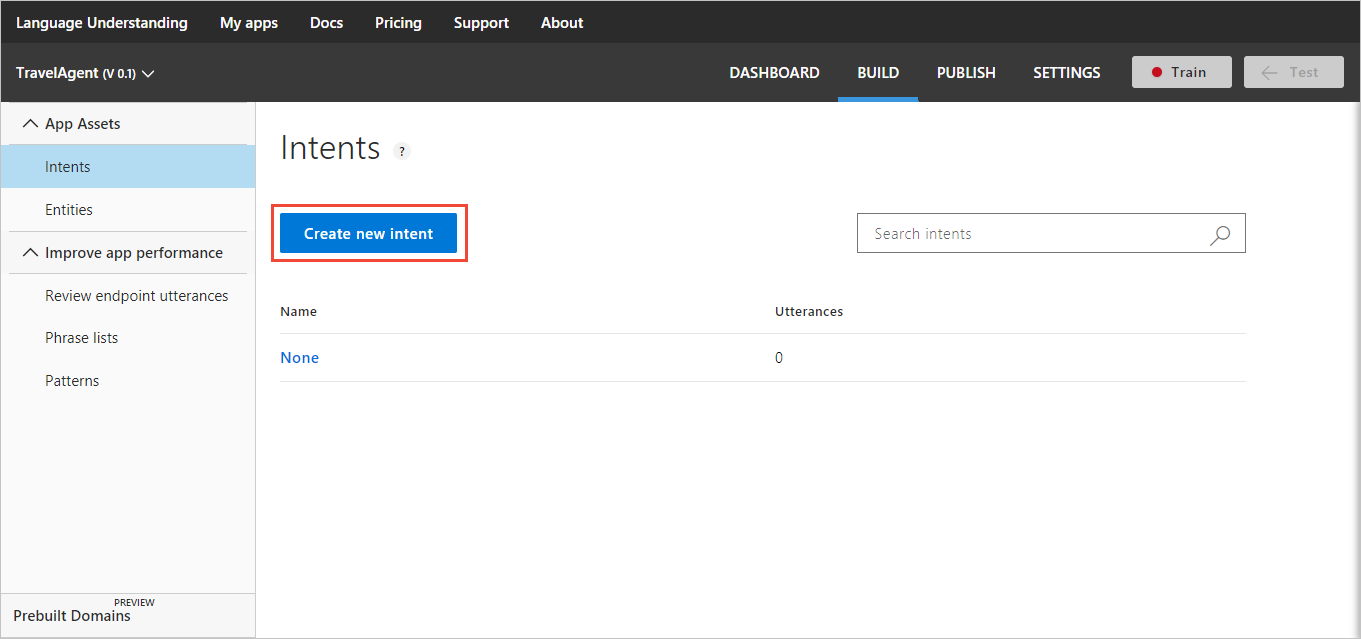 Language Understanding My apps Docs Pricing Support About
TravelAgent (V 0.1) DASHBOARD BUILD PUBLISH SETTINGS Train Test
App Assets
Intents
Entities
Improve app performance
Review endpoint utterances
Phrase lists
Patterns
PREVIEW
Prebuilt Domains
Intents ?
Create new intent Search intents
Name Utterances
None 0